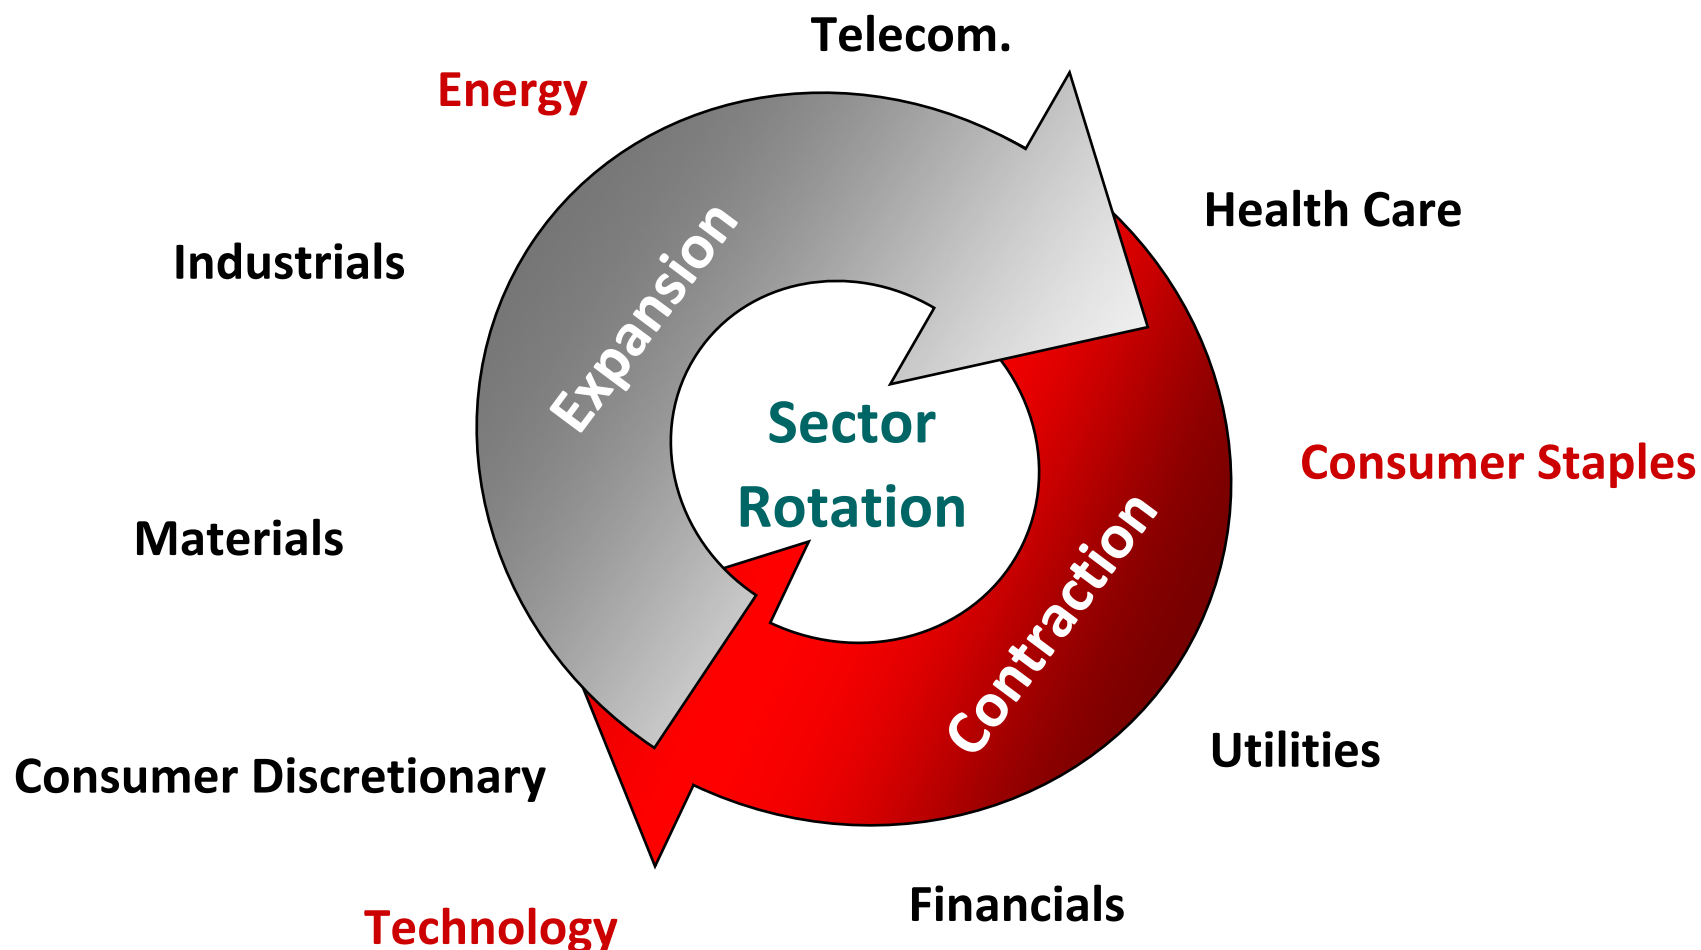 Telecom.
Energy
Health Care
Industrials
Expansion
Sector
Rotation
Consumer Staples
Materials
Contraction
Utilities
Consumer Discretionary
Financials
Technology